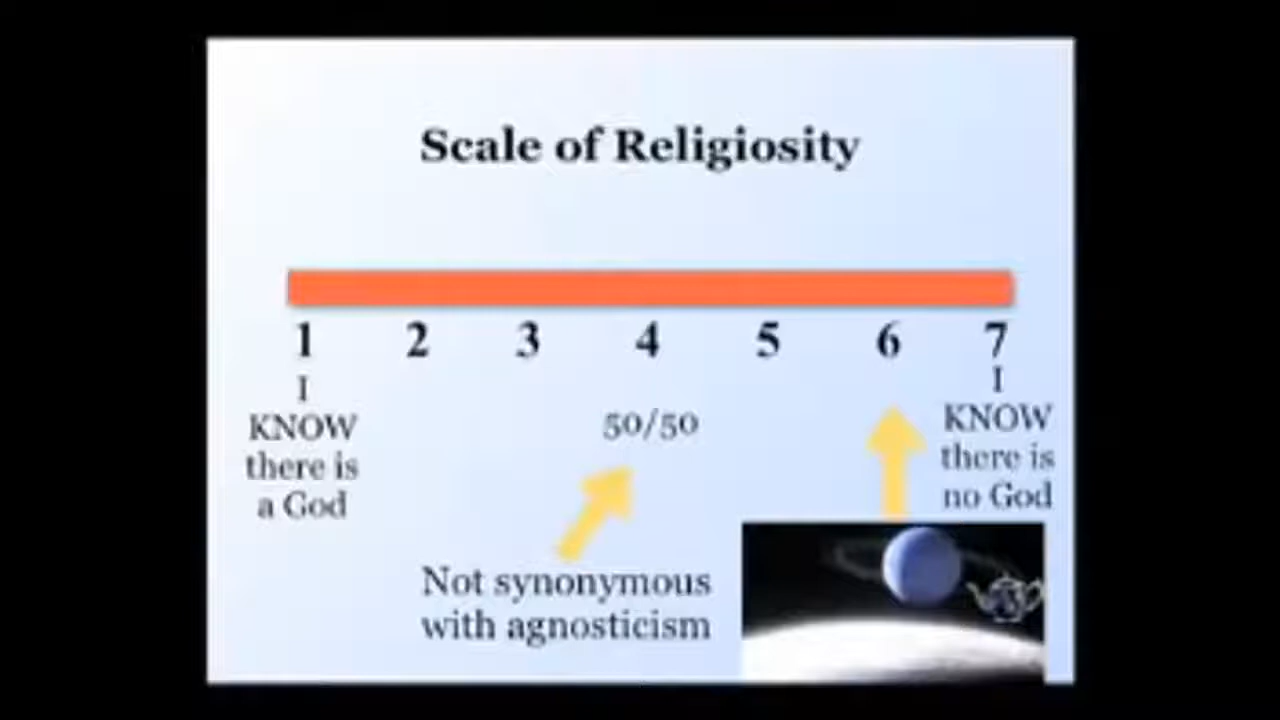 Scale of Religiosity
1 2 3 4 5 6 7
I
KNOW
there is
a God
50/50
I
KNOW
there is
no God
Not synonymous
with agnosticism